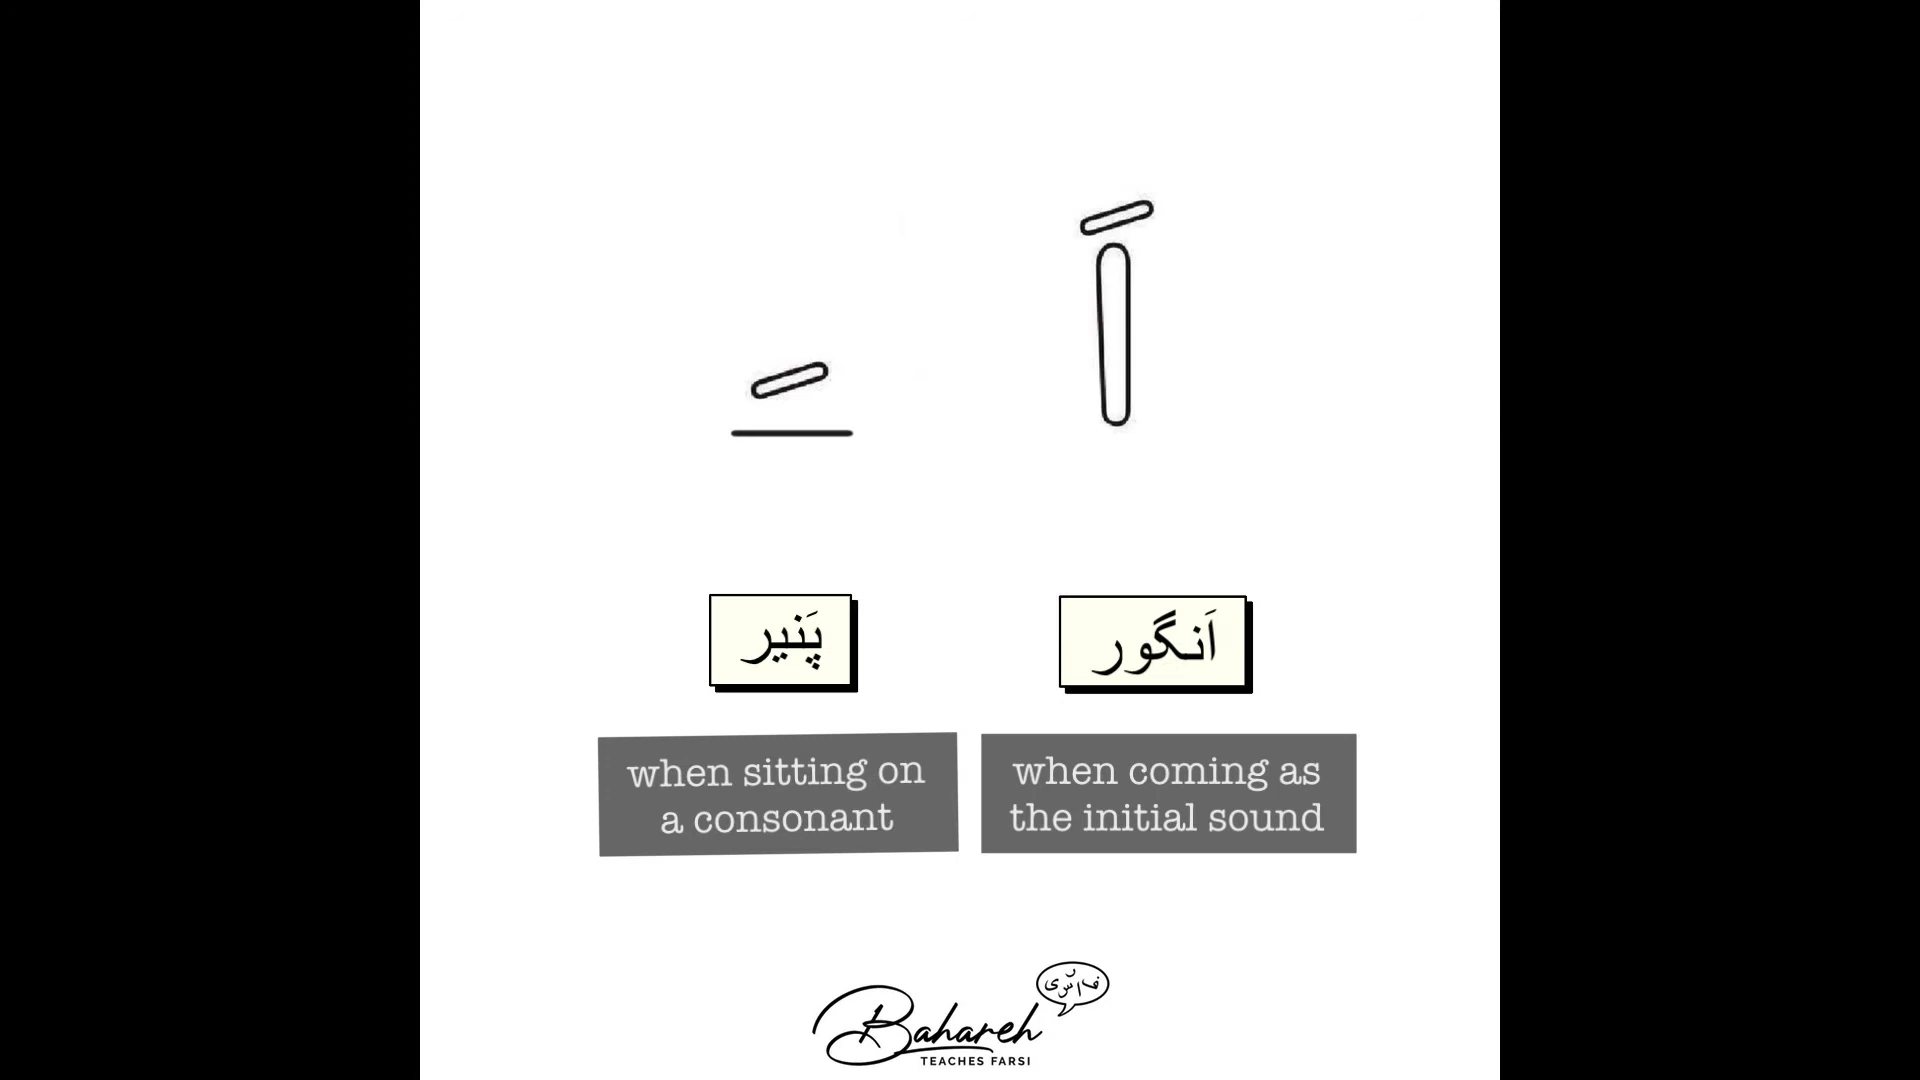 اَ
ـَ
اَنگور
پَنیر
when coming as
the initial sound
when sitting on
a consonant
فارسی
Bahareh
TEACHES FARSI